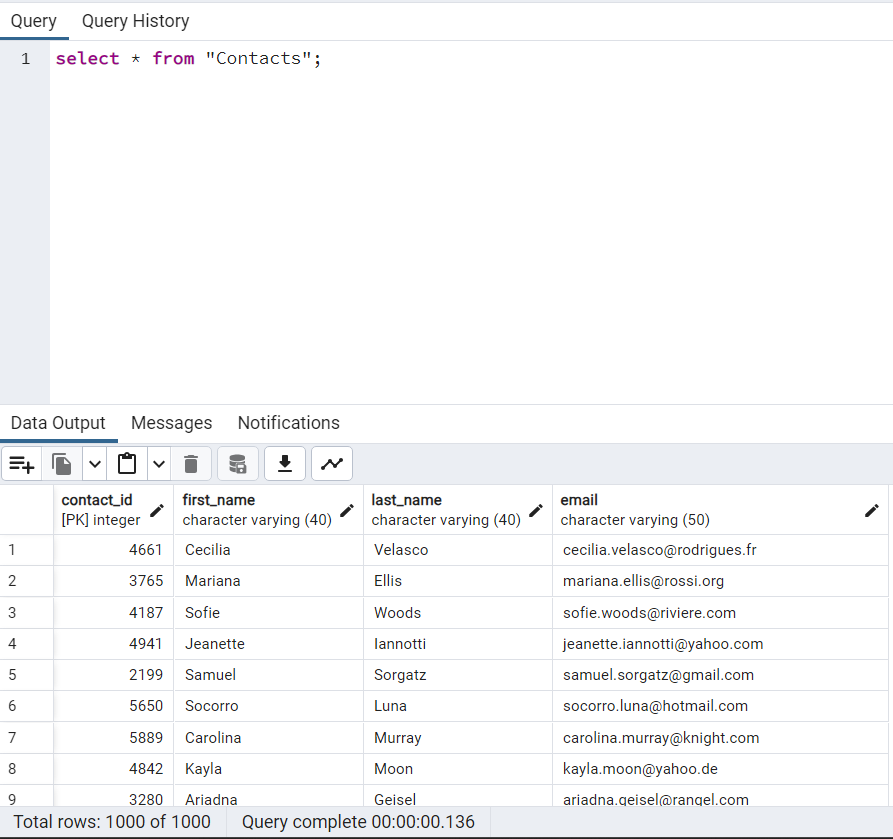 Query Query History
1 select * from "Contacts";
Data Output Messages Notifications
contact_id first_name last_name email
[PK] integer character varying (40) character varying (40) character varying (50)
1 4661 Cecilia Velasco cecilia.velasco@rodrigues.fr
2 3765 Mariana Ellis mariana.ellis@rossi.org
3 4187 Sofie Woods sofie.woods@riviere.com
4 4941 Jeanette Iannotti jeanette.iannotti@yahoo.com
5 2199 Samuel Sorgatz samuel.sorgatz@gmail.com
6 5650 Socorro Luna socorro.luna@hotmail.com
7 5889 Carolina Murray carolina.murray@knight.com
8 4842 Kayla Moon kayla.moon@yahoo.de
9 3280 Ariadna Geisel ariadna.geisel@rangel.com
Total rows: 1000 of 1000 Query complete 00:00:00.136